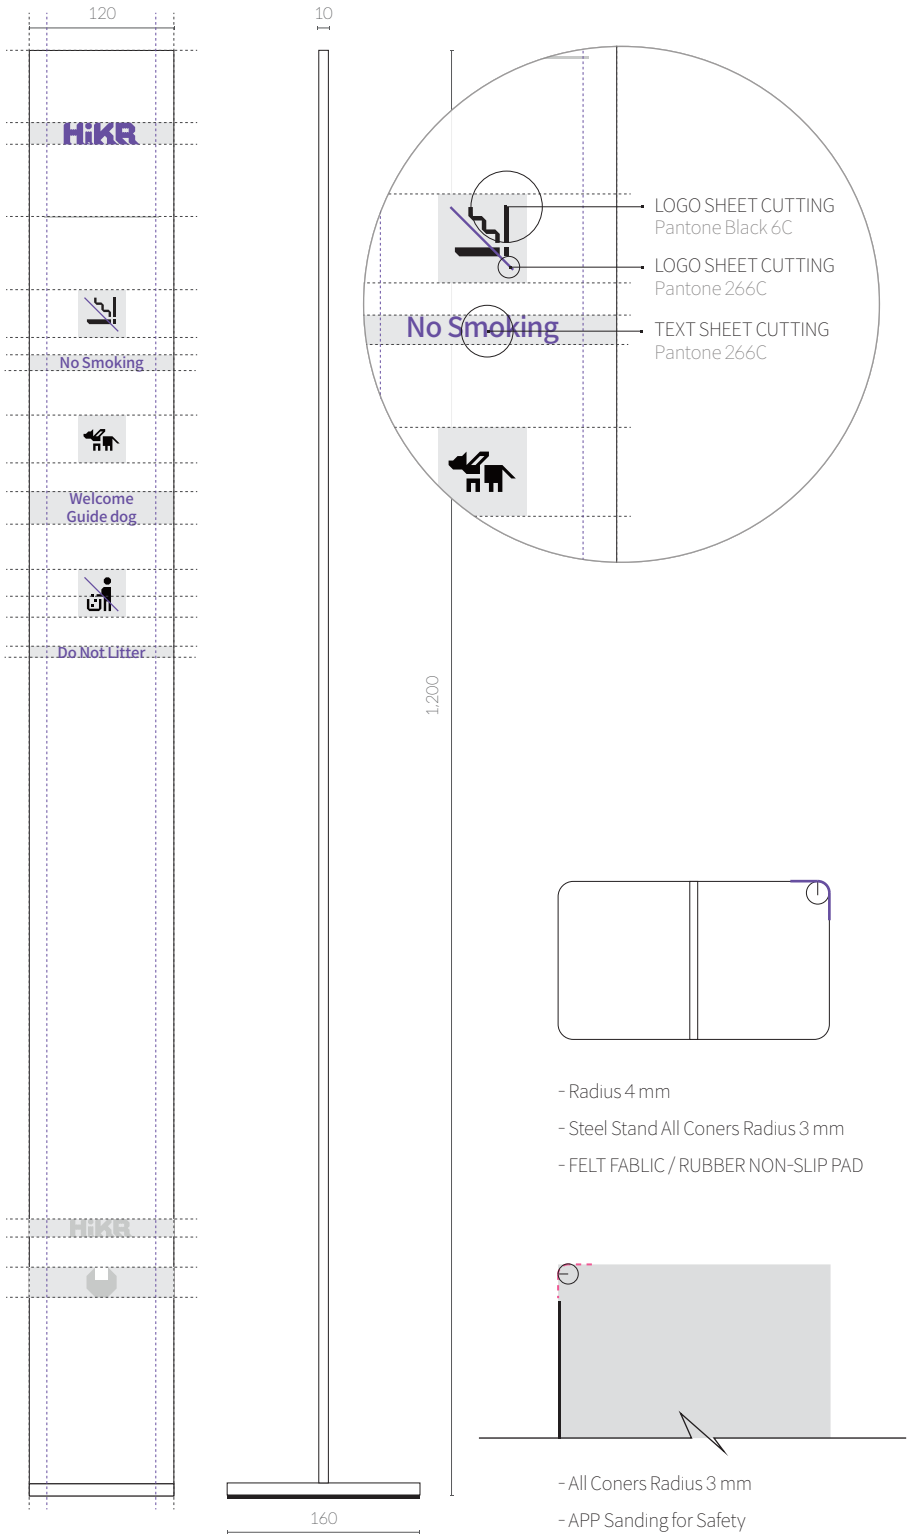 120
10
HiKR
LOGO SHEET CUTTING
Pantone Black 6C
LOGO SHEET CUTTING
Pantone 266C
No Smoking
TEXT SHEET CUTTING
Pantone 266C
No Smoking
Welcome
Guide dog
Do Not Litter
1,200
- Radius 4 mm
- Steel Stand All Coners Radius 3 mm
- FELT FABLIC / RUBBER NON-SLIP PAD
HiKR
- All Coners Radius 3 mm
- APP Sanding for Safety
160